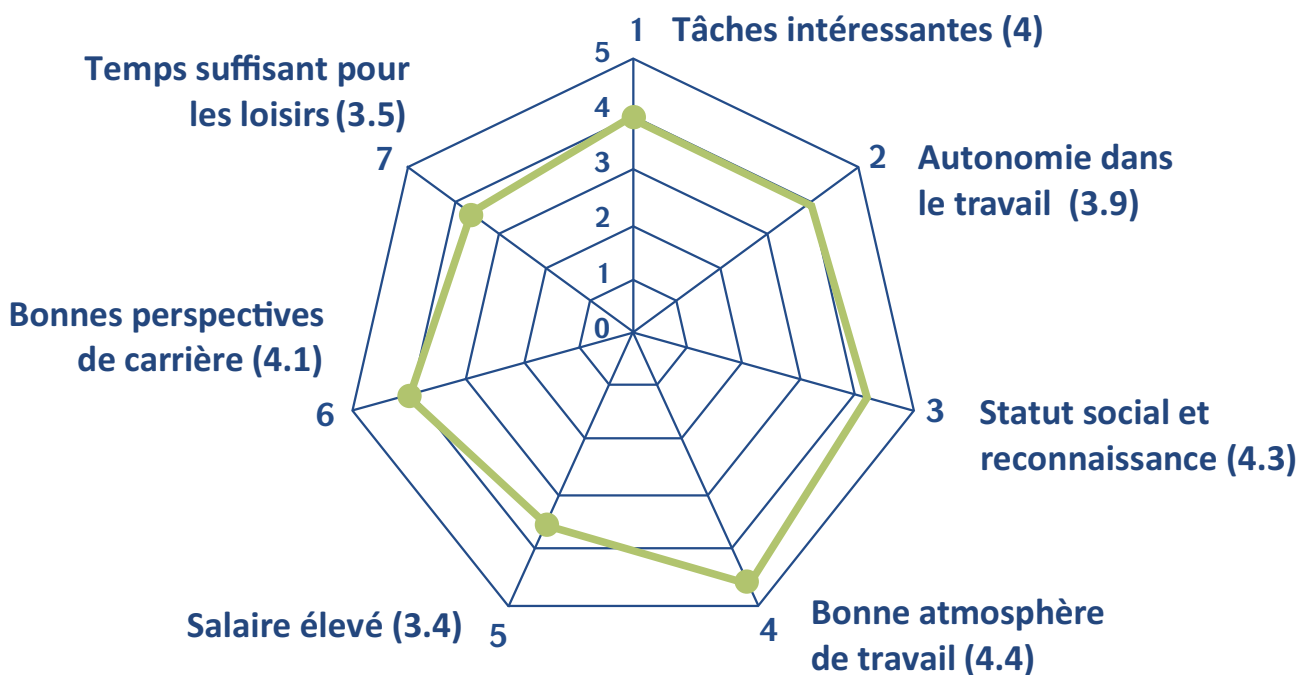 1 Tâches intéressantes (4)
5
4
3
2
1
0
2 Autonomie dans
le travail (3.9)
3 Statut social et
reconnaissance (4.3)
4 Bonne atmosphère
de travail (4.4)
Salaire élevé (3.4) 5
Bonnes perspectives
de carrière (4.1)
6
Temps suffisant pour
les loisirs (3.5)
7